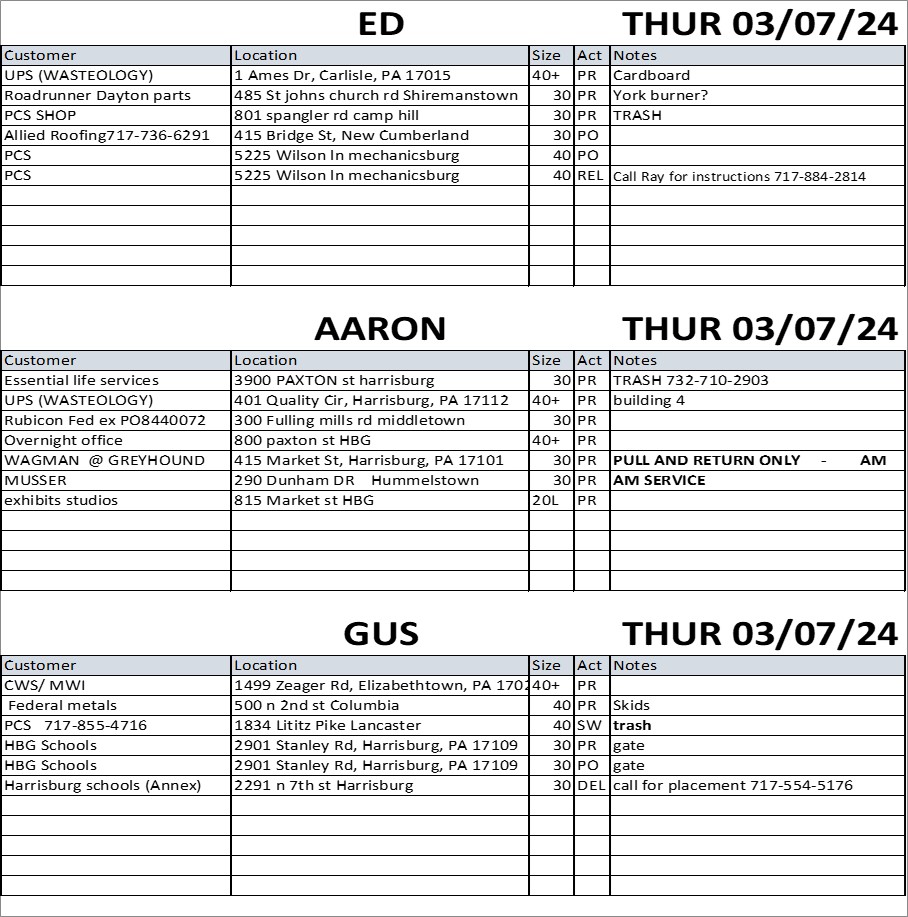 ED THUR 03/07/24
Customer Location Size Act Notes
UPS (WASTEOLOGY) 1 Ames Dr, Carlisle, PA 17015 40+ PR Cardboard
Roadrunner Dayton parts 485 St johns church rd Shiremanstown 30 PR York burner?
PCS SHOP 801 spangler rd camp hill 30 PR TRASH
Allied Roofing717-736-6291 415 Bridge St, New Cumberland 30 PO
PCS 5225 Wilson ln mechanicsburg 40 PO
PCS 5225 Wilson ln mechanicsburg 40 REL Call Ray for instructions 717-884-2814
AARON THUR 03/07/24
Customer Location Size Act Notes
Essential life services 3900 PAXTON st harrisburg 30 PR TRASH 732-710-2903
UPS (WASTEOLOGY) 401 Quality Cir, Harrisburg, PA 17112 40+ PR building 4
Rubicon Fed ex PO8440072 300 Fulling mills rd middletown 30 PR
Overnight office 800 paxton st HBG 40+ PR
WAGMAN @ GREYHOUND 415 Market St, Harrisburg, PA 17101 30 PR PULL AND RETURN ONLY - AM
MUSSER 290 Dunham DR Hummelstown 30 PR AM SERVICE
exhibits studios 815 Market st HBG 20L PR
GUS THUR 03/07/24
Customer Location Size Act Notes
CWS/ MWI 1499 Zeager Rd, Elizabethtown, PA 1702 40+ PR
Federal metals 500 n 2nd st Columbia 40 PR Skids
PCS 717-855-4716 1834 Lititz Pike Lancaster 40 SW trash
HBG Schools 2901 Stanley Rd, Harrisburg, PA 17109 30 PR gate
HBG Schools 2901 Stanley Rd, Harrisburg, PA 17109 30 PO gate
Harrisburg schools (Annex) 2291 n 7th st Harrisburg 30 DEL call for placement 717-554-5176